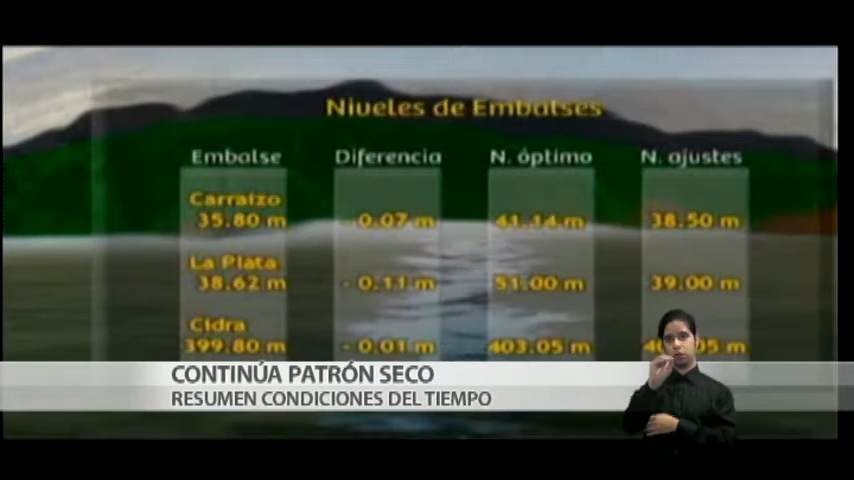 Niveles de Embalses
Embalse Diferencia N. óptimo N. ajustes
Carraízo
35.80 m - 0.07 m 41.14 m 38.50 m
La Plata
38.62 m - 0.11 m 51.00 m 39.00 m
Cidra
399.80 m - 0.01 m 403.05 m
CONTINÚA PATRÓN SECO
RESUMEN CONDICIONES DEL TIEMPO